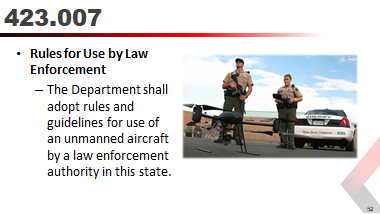 423.007
• Rules for Use by Law
Enforcement
– The Department shall
adopt rules and
guidelines for use of
an unmanned aircraft
by a law enforcement
authority in this state.
52